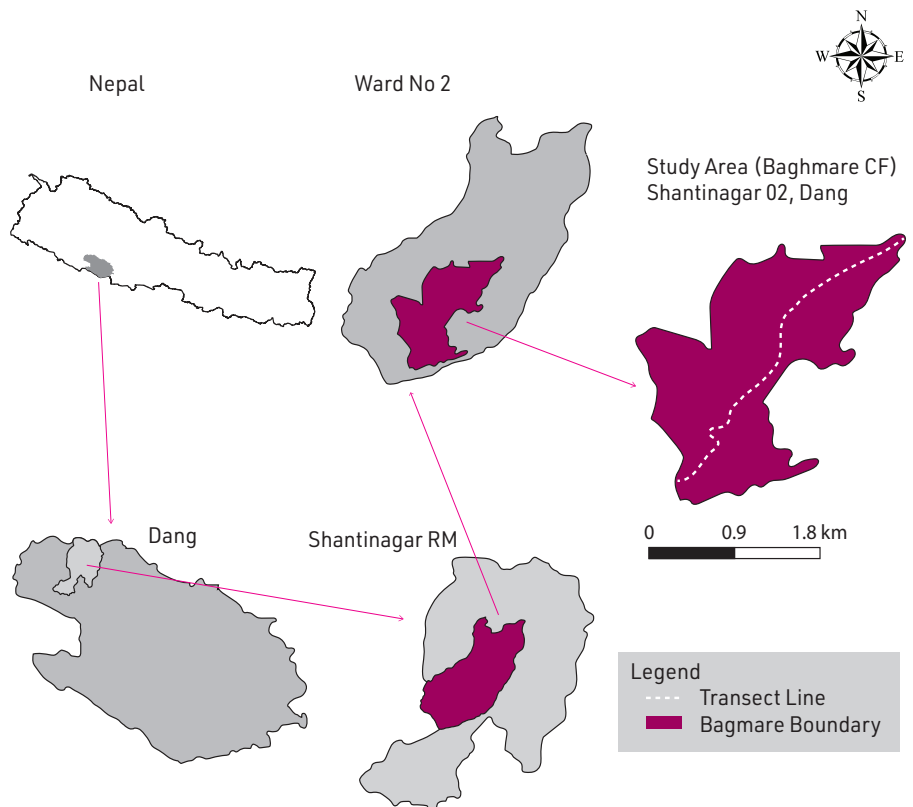 N
W E
S
Nepal
Ward No 2
Study Area (Baghmare CF)
Shantinagar 02, Dang
0 0.9 1.8 km
Dang
Shantinagar RM
Legend
Transect Line
Bagmare Boundary